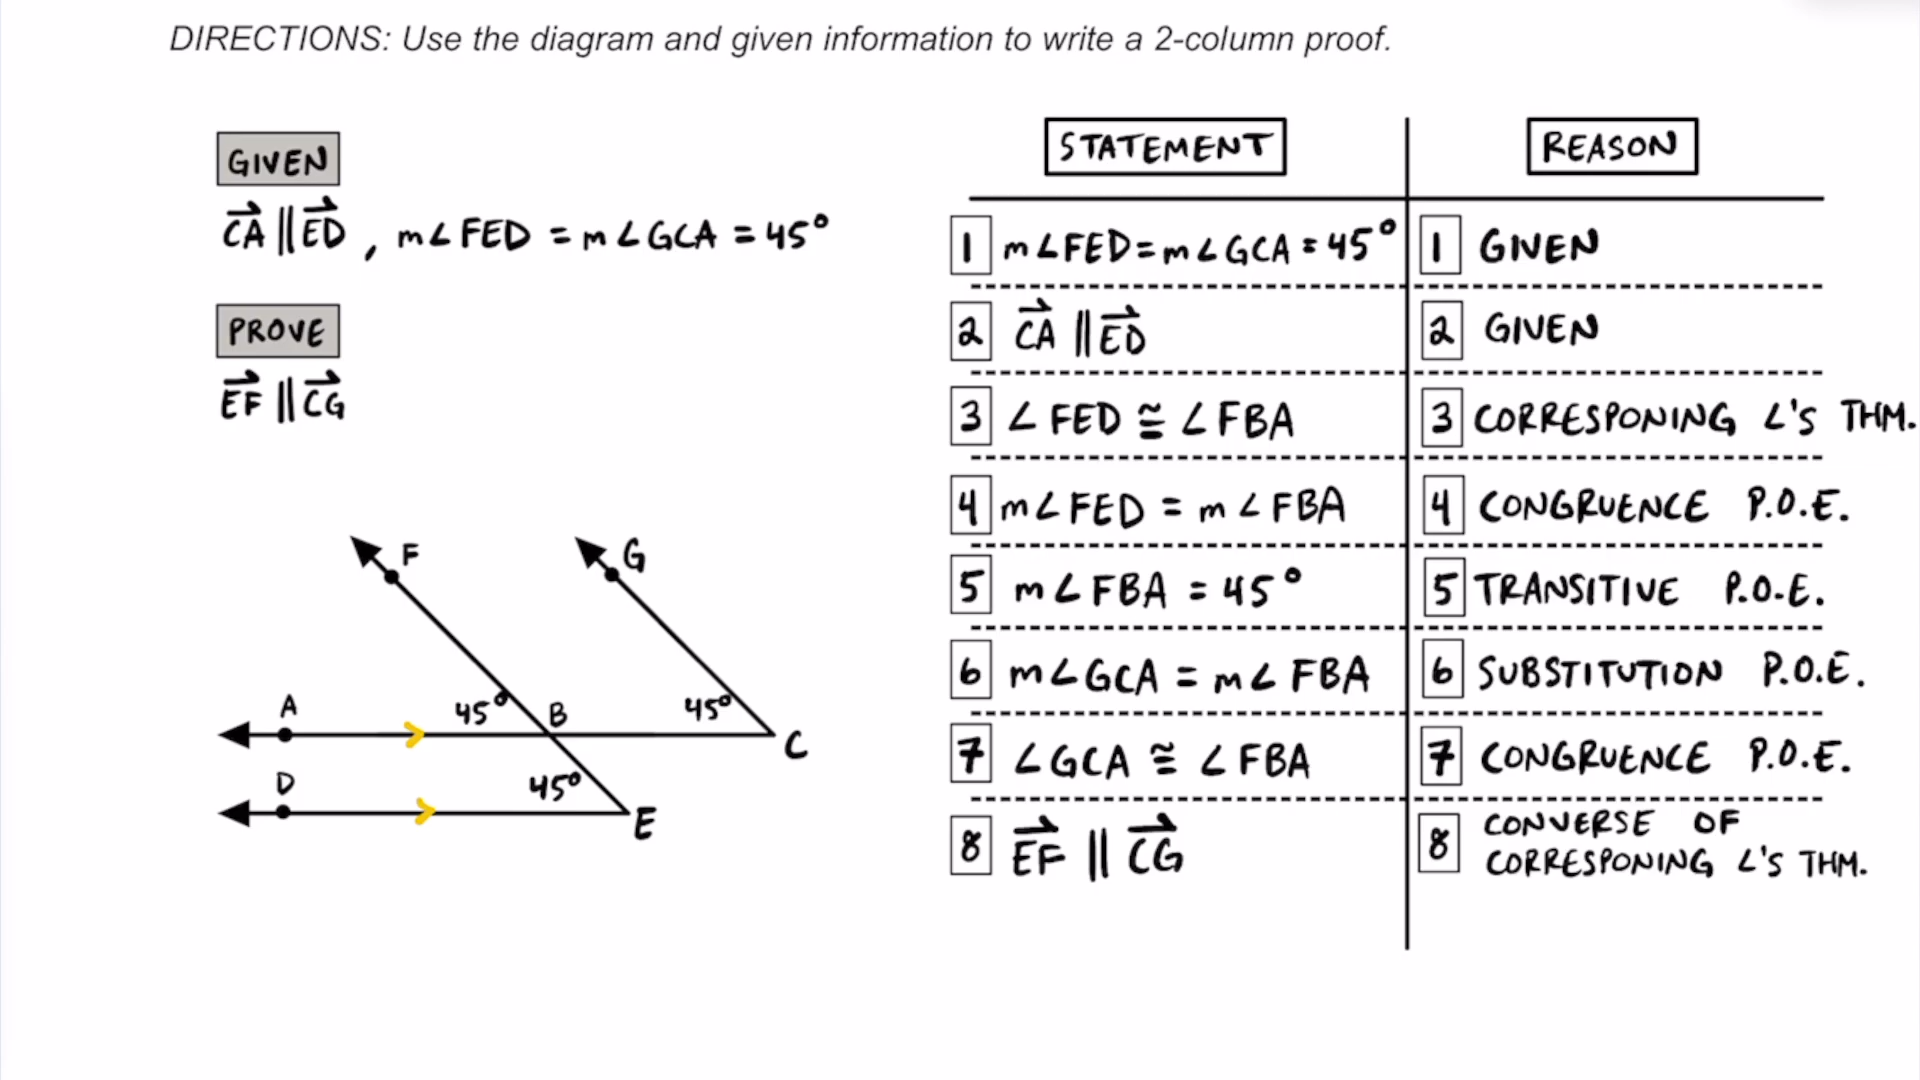 DIRECTIONS: Use the diagram and given information to write a 2-column proof.
GIVEN
CA⃗ ∥ ED⃗ , m∠FED = m∠GCA = 45°
PROVE
EF⃗ ∥ CG⃗
F
G
A
45°
B
45°
C
D
45°
E
STATEMENT REASON
1 m∠FED = m∠GCA = 45° 1 GIVEN
2 CA⃗ ∥ ED⃗ 2 GIVEN
3 ∠FED ≅ ∠FBA 3 CORRESPONING ∠'S THM.
4 m∠FED = m∠FBA 4 CONGRUENCE P.O.E.
5 m∠FBA = 45° 5 TRANSITIVE P.O.E.
6 m∠GCA = m∠FBA 6 SUBSTITUTION P.O.E.
7 ∠GCA ≅ ∠FBA 7 CONGRUENCE P.O.E.
8 EF⃗ ∥ CG⃗ 8 CONVERSE OF
CORRESPONING ∠'S THM.